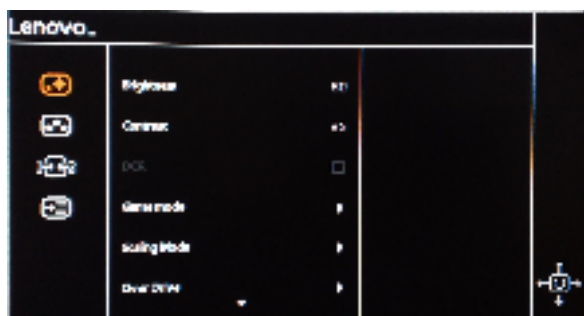 Lenovo
Brightness
Contrast
DCR
Game mode
Scaling Mode
Over Drive